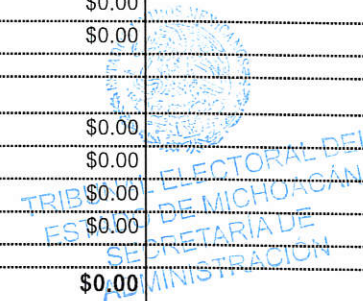 $0.00
$0.00
$0.00
$0.00
$0.00
$0.00
$0.00
TRIBUNAL ELECTORAL DEL
ESTADO DE MICHOACÁN
SECRETARIA DE
ADMINISTRACIÓN